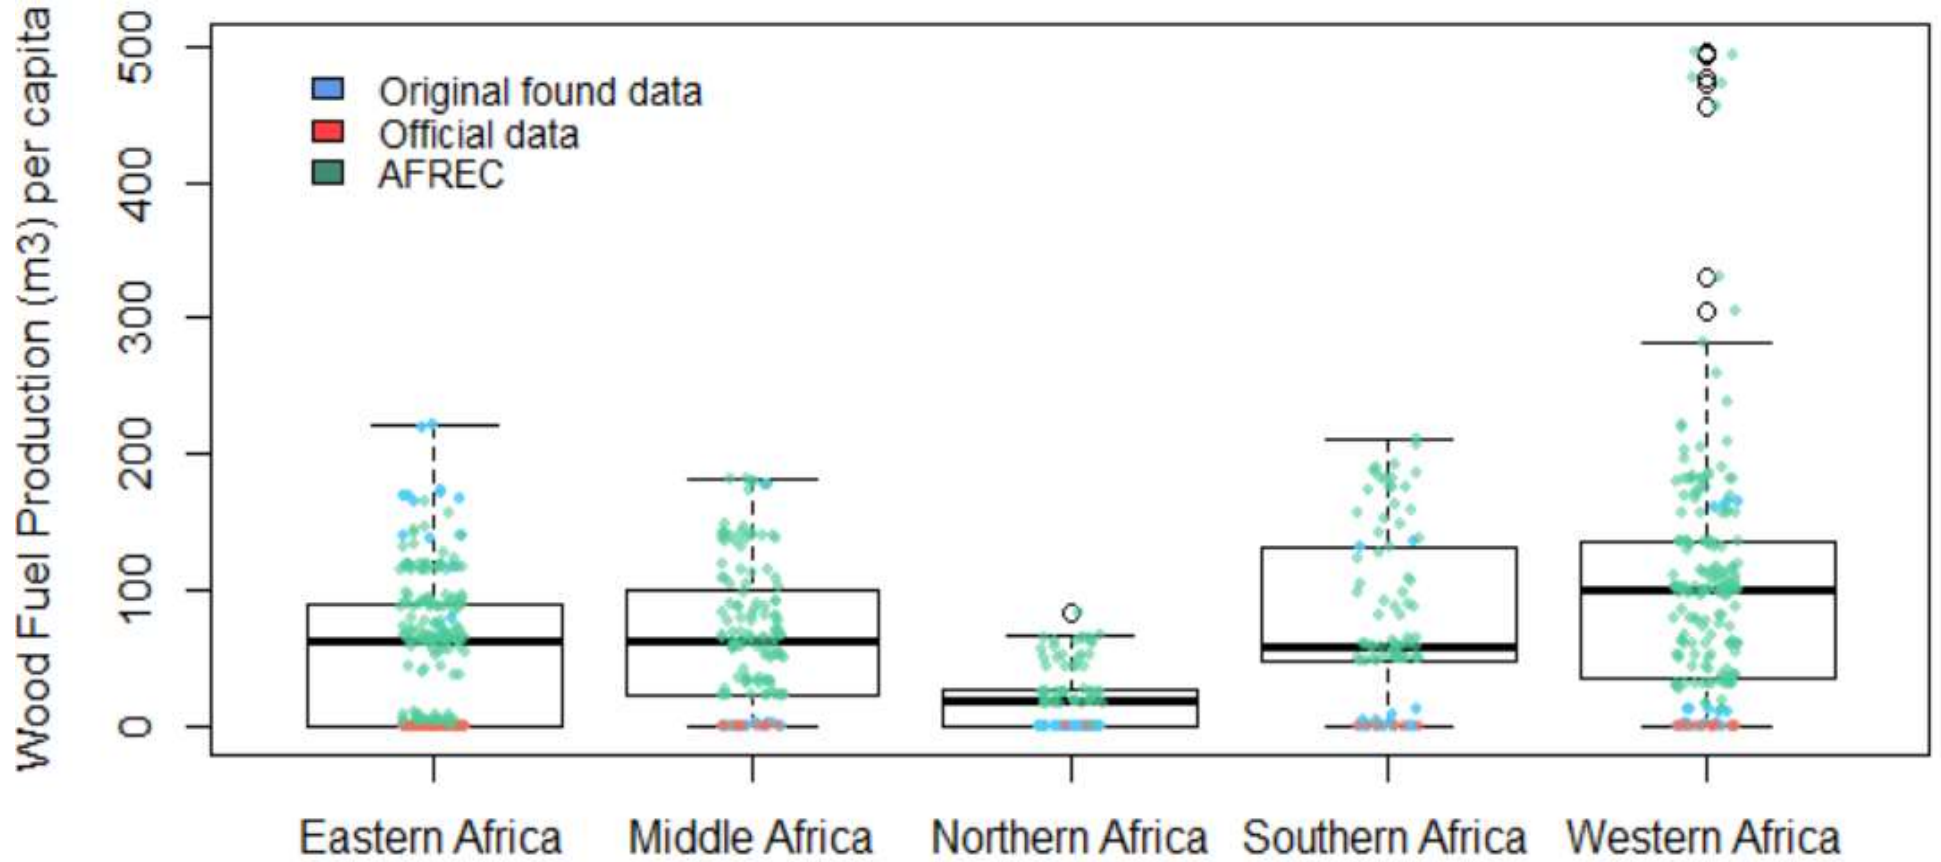 Wood Fuel Production (m3) per capita
500
400
300
200
100
0
Original found data
Official data
AFREC
Eastern Africa
Middle Africa
Northern Africa
Southern Africa
Western Africa